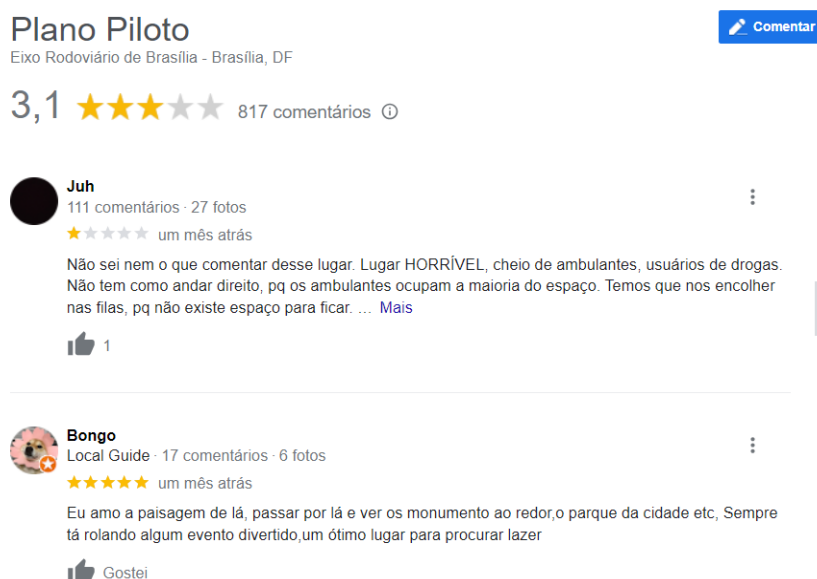 Plano Piloto
Comentar
Eixo Rodoviário de Brasília - Brasília, DF
3,1 817 comentários
Juh
111 comentários · 27 fotos
um mês atrás
Não sei nem o que comentar desse lugar. Lugar HORRÍVEL, cheio de ambulantes, usuários de drogas.
Não tem como andar direito, pq os ambulantes ocupam a maioria do espaço. Temos que nos encolher
nas filas, pq não existe espaço para ficar. … Mais
1
Bongo
Local Guide · 17 comentários · 6 fotos
um mês atrás
Eu amo a paisagem de lá, passar por lá e ver os monumento ao redor,o parque da cidade etc, Sempre
tá rolando algum evento divertido,um ótimo lugar para procurar lazer
Gostei